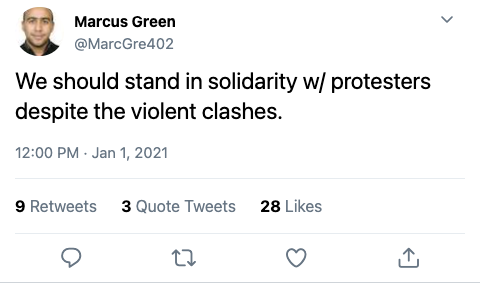 Marcus Green
@MarcGre402
We should stand in solidarity w/ protesters
despite the violent clashes.
12:00 PM · Jan 1, 2021
9 Retweets 3 Quote Tweets 28 Likes